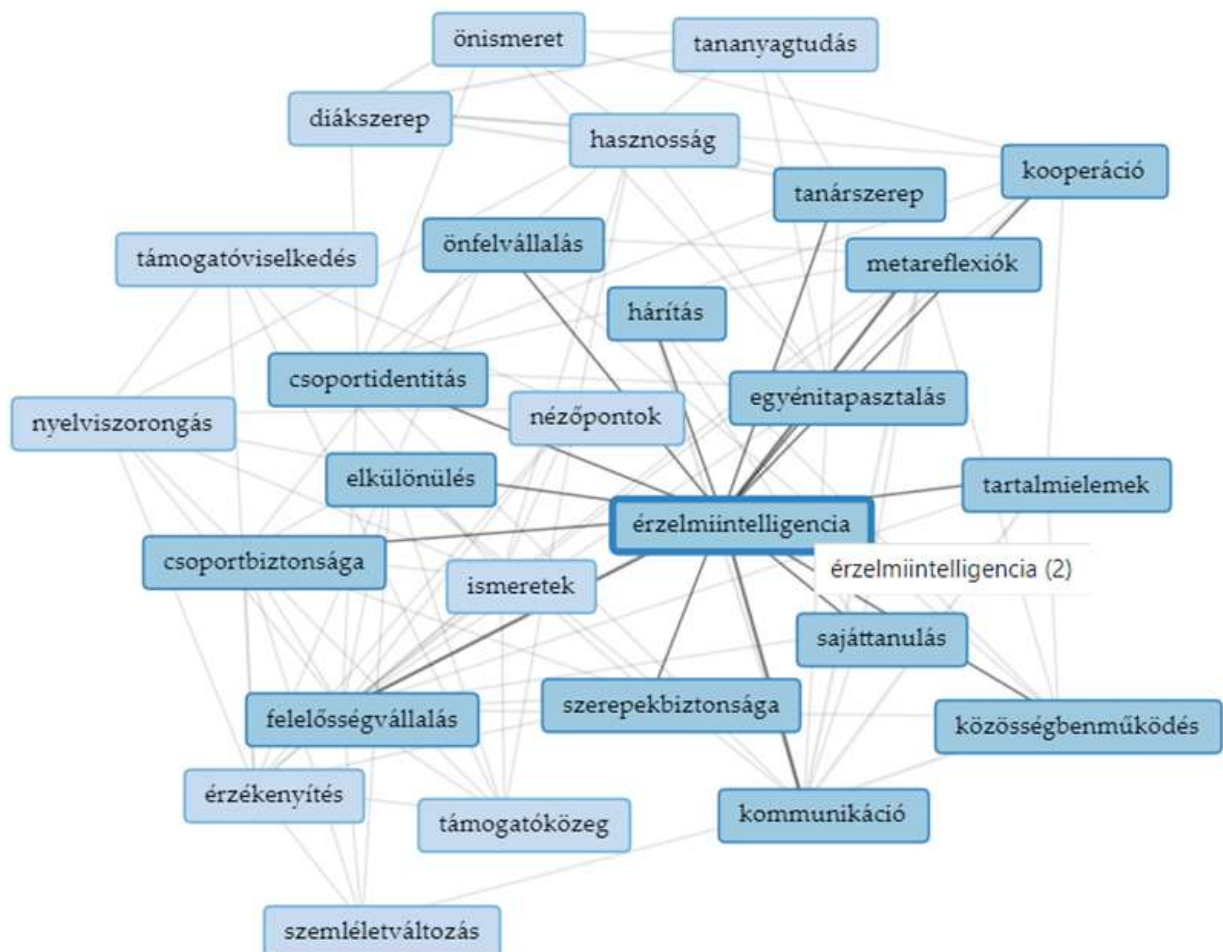 önismeret
tananyagtudás
diákszerep
hasznosság
kooperáció
tanárszerep
önfelvállalás
támogatóviselkedés
metareflexiók
hárítás
csoportidentitás
egyénitapasztalás
nyelviszorongás
nézőpontok
elkülönülés
tartalmielemek
érzelmiintelligencia
csoportbiztonsága
érzelmiintelligencia (2)
ismeretek
sajáttanulás
felelősségvállalás
szerepekbiztonsága
közösségbenműködés
érzékenyítés
támogatóközeg
kommunikáció
szemléletváltozás